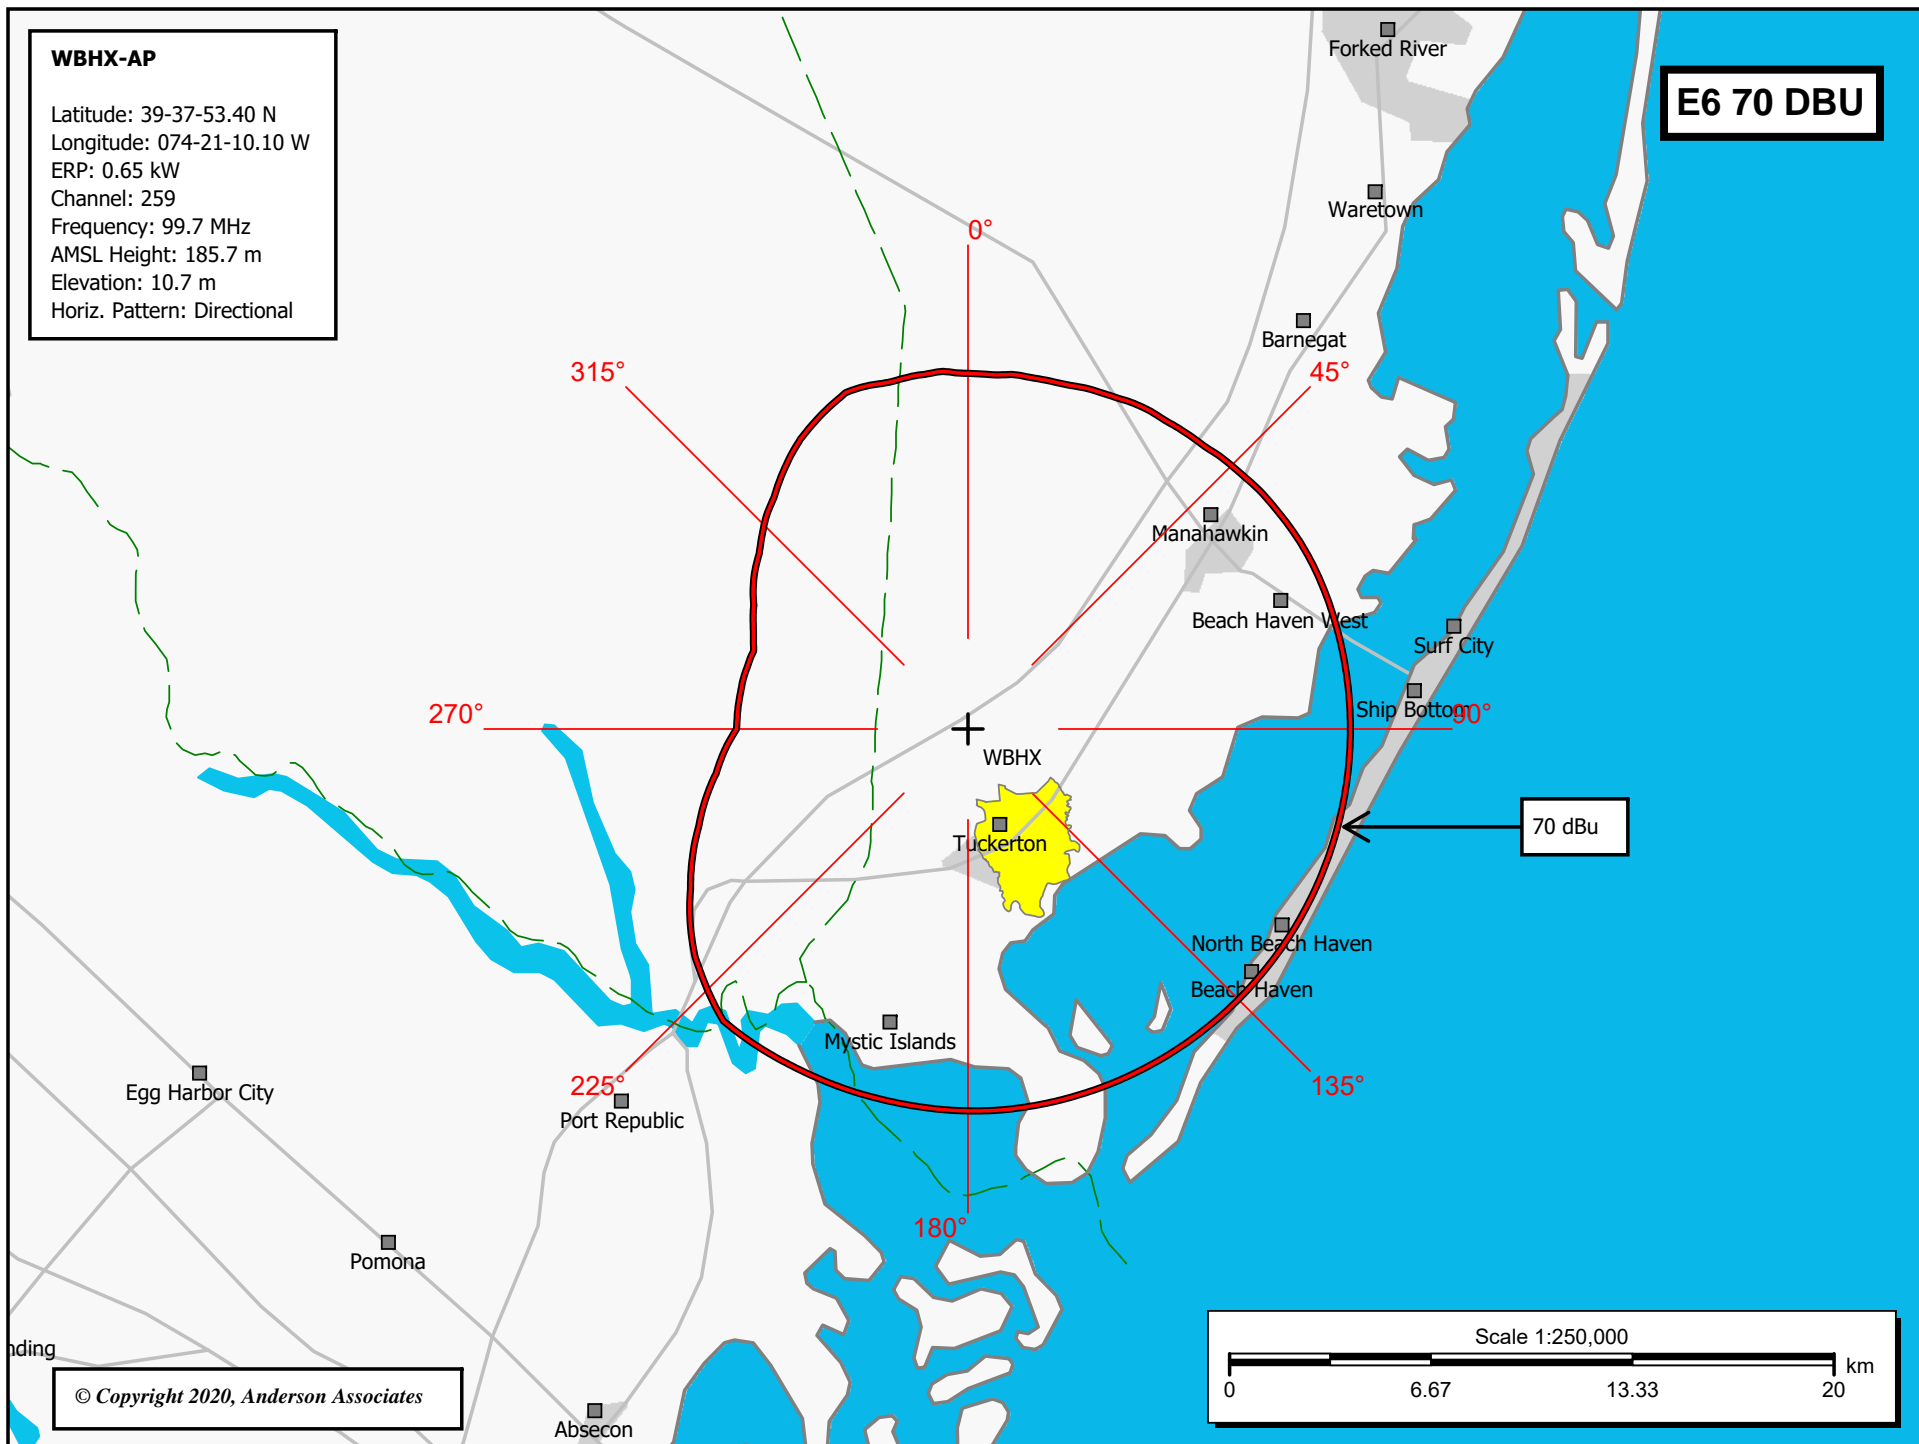 WBHX-AP
Latitude: 39-37-53.40 N
Longitude: 074-21-10.10 W
ERP: 0.65 kW
Channel: 259
Frequency: 99.7 MHz
AMSL Height: 185.7 m
Elevation: 10.7 m
Horiz. Pattern: Directional
Forked River
E6 70 DBU
Waretown
0°
Barnegat
315°
45°
Manahawkin
Beach Haven West
Surf City
Ship Bottom
270°
90°
WBHX
70 dBu
Tuckerton
North Beach Haven
Beach Haven
Mystic Islands
Egg Harbor City
225°
135°
Port Republic
180°
Pomona
Scale 1:250,000
km
0 6.67 13.33 20
nding
© Copyright 2020, Anderson Associates
Absecon